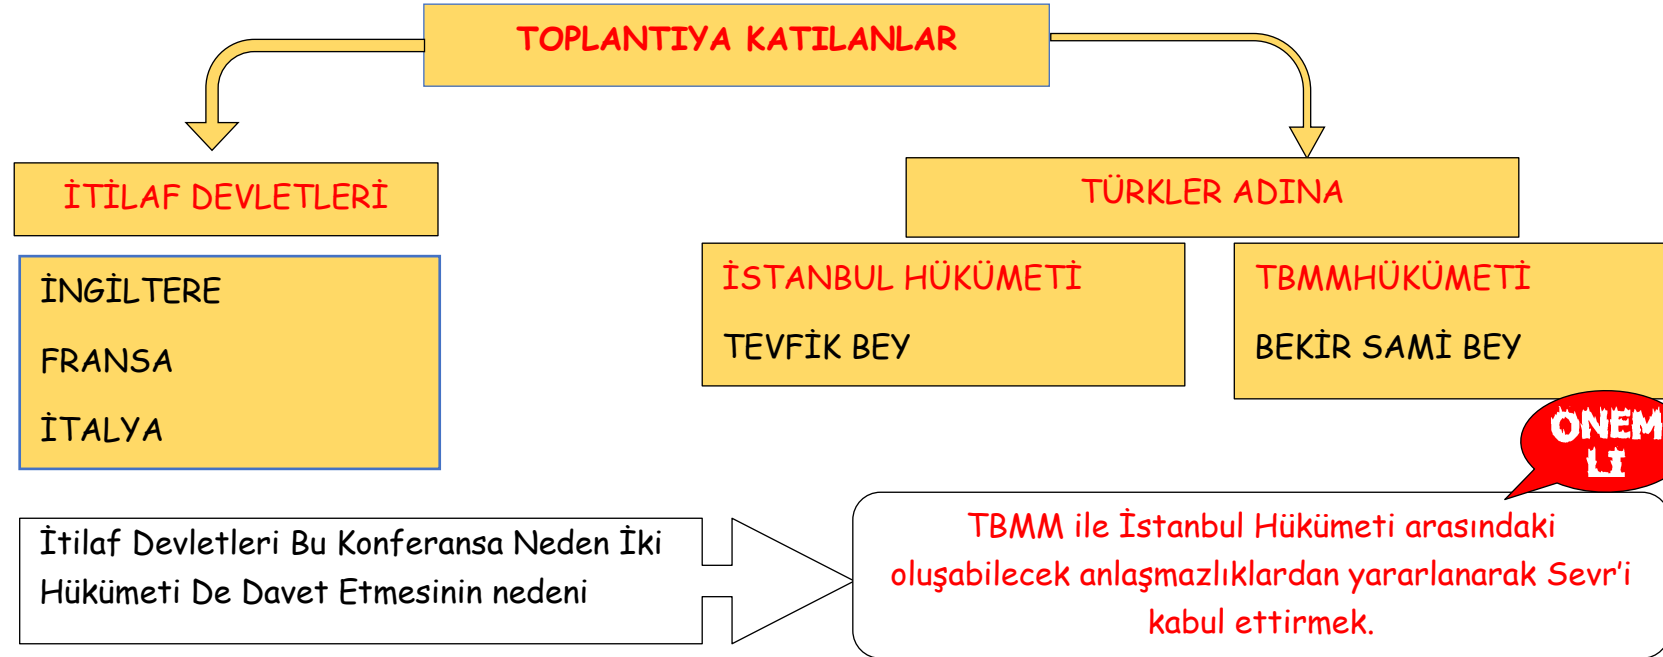 TOPLANTIYA KATILANLAR
İTİLAF DEVLETLERİ
İNGİLTERE
FRANSA
İTALYA
TÜRKLER ADINA
İSTANBUL HÜKÜMETİ
TEVFİK BEY
TBMMHÜKÜMETİ
BEKİR SAMİ BEY
ONEM
LI
İtilaf Devletleri Bu Konferansa Neden İki
Hükümeti De Davet Etmesinin nedeni
TBMM ile İstanbul Hükümeti arasındaki
oluşabilecek anlaşmazlıklardan yararlanarak Sevr'i
kabul ettirmek.